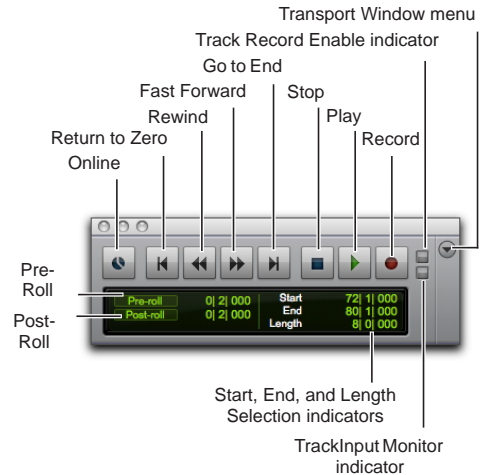 Transport Window menu
Track Record Enable indicator
Go to End
Fast Forward
Stop
Rewind
Play
Return to Zero
Record
Online
Pre-
Roll
Post-
Roll
Pre-roll 0| 2| 000
Post-roll 0| 2| 000
Start 72| 1| 000
End 80| 1| 000
Length 8| 0| 000
Start, End, and Length
Selection indicators
TrackInput Monitor
indicator